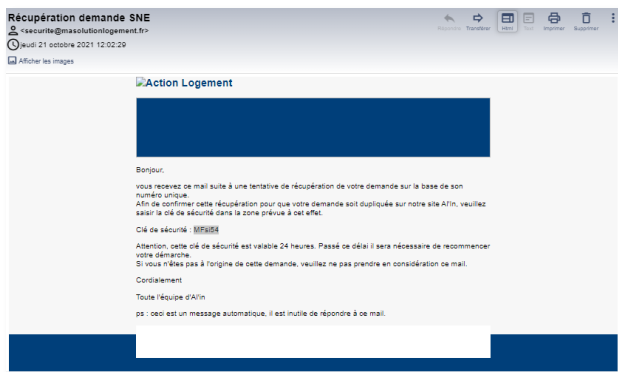 Récupération demande SNE
<securite@masolutionlogement.fr>
jeudi 21 octobre 2021 12:02:29
Répondre Transférer Html Text Imprimer Supprimer
Afficher les images
Action Logement
Bonjour,
vous recevez ce mail suite à une tentative de récupération de votre demande sur la base de son
numéro unique.
Afin de confirmer cette récupération pour que votre demande soit dupliquée sur notre site Al'in, veuillez
saisir la clé de sécurité dans la zone prévue à cet effet.
Clé de sécurité : MFsi54
Attention, cette clé de sécurité est valable 24 heures. Passé ce délai il sera nécessaire de recommencer
votre démarche.
Si vous n'êtes pas à l'origine de cette demande, veuillez ne pas prendre en considération ce mail.
Cordialement
Toute l'équipe d'Al'in
ps : ceci est un message automatique, il est inutile de répondre à ce mail.